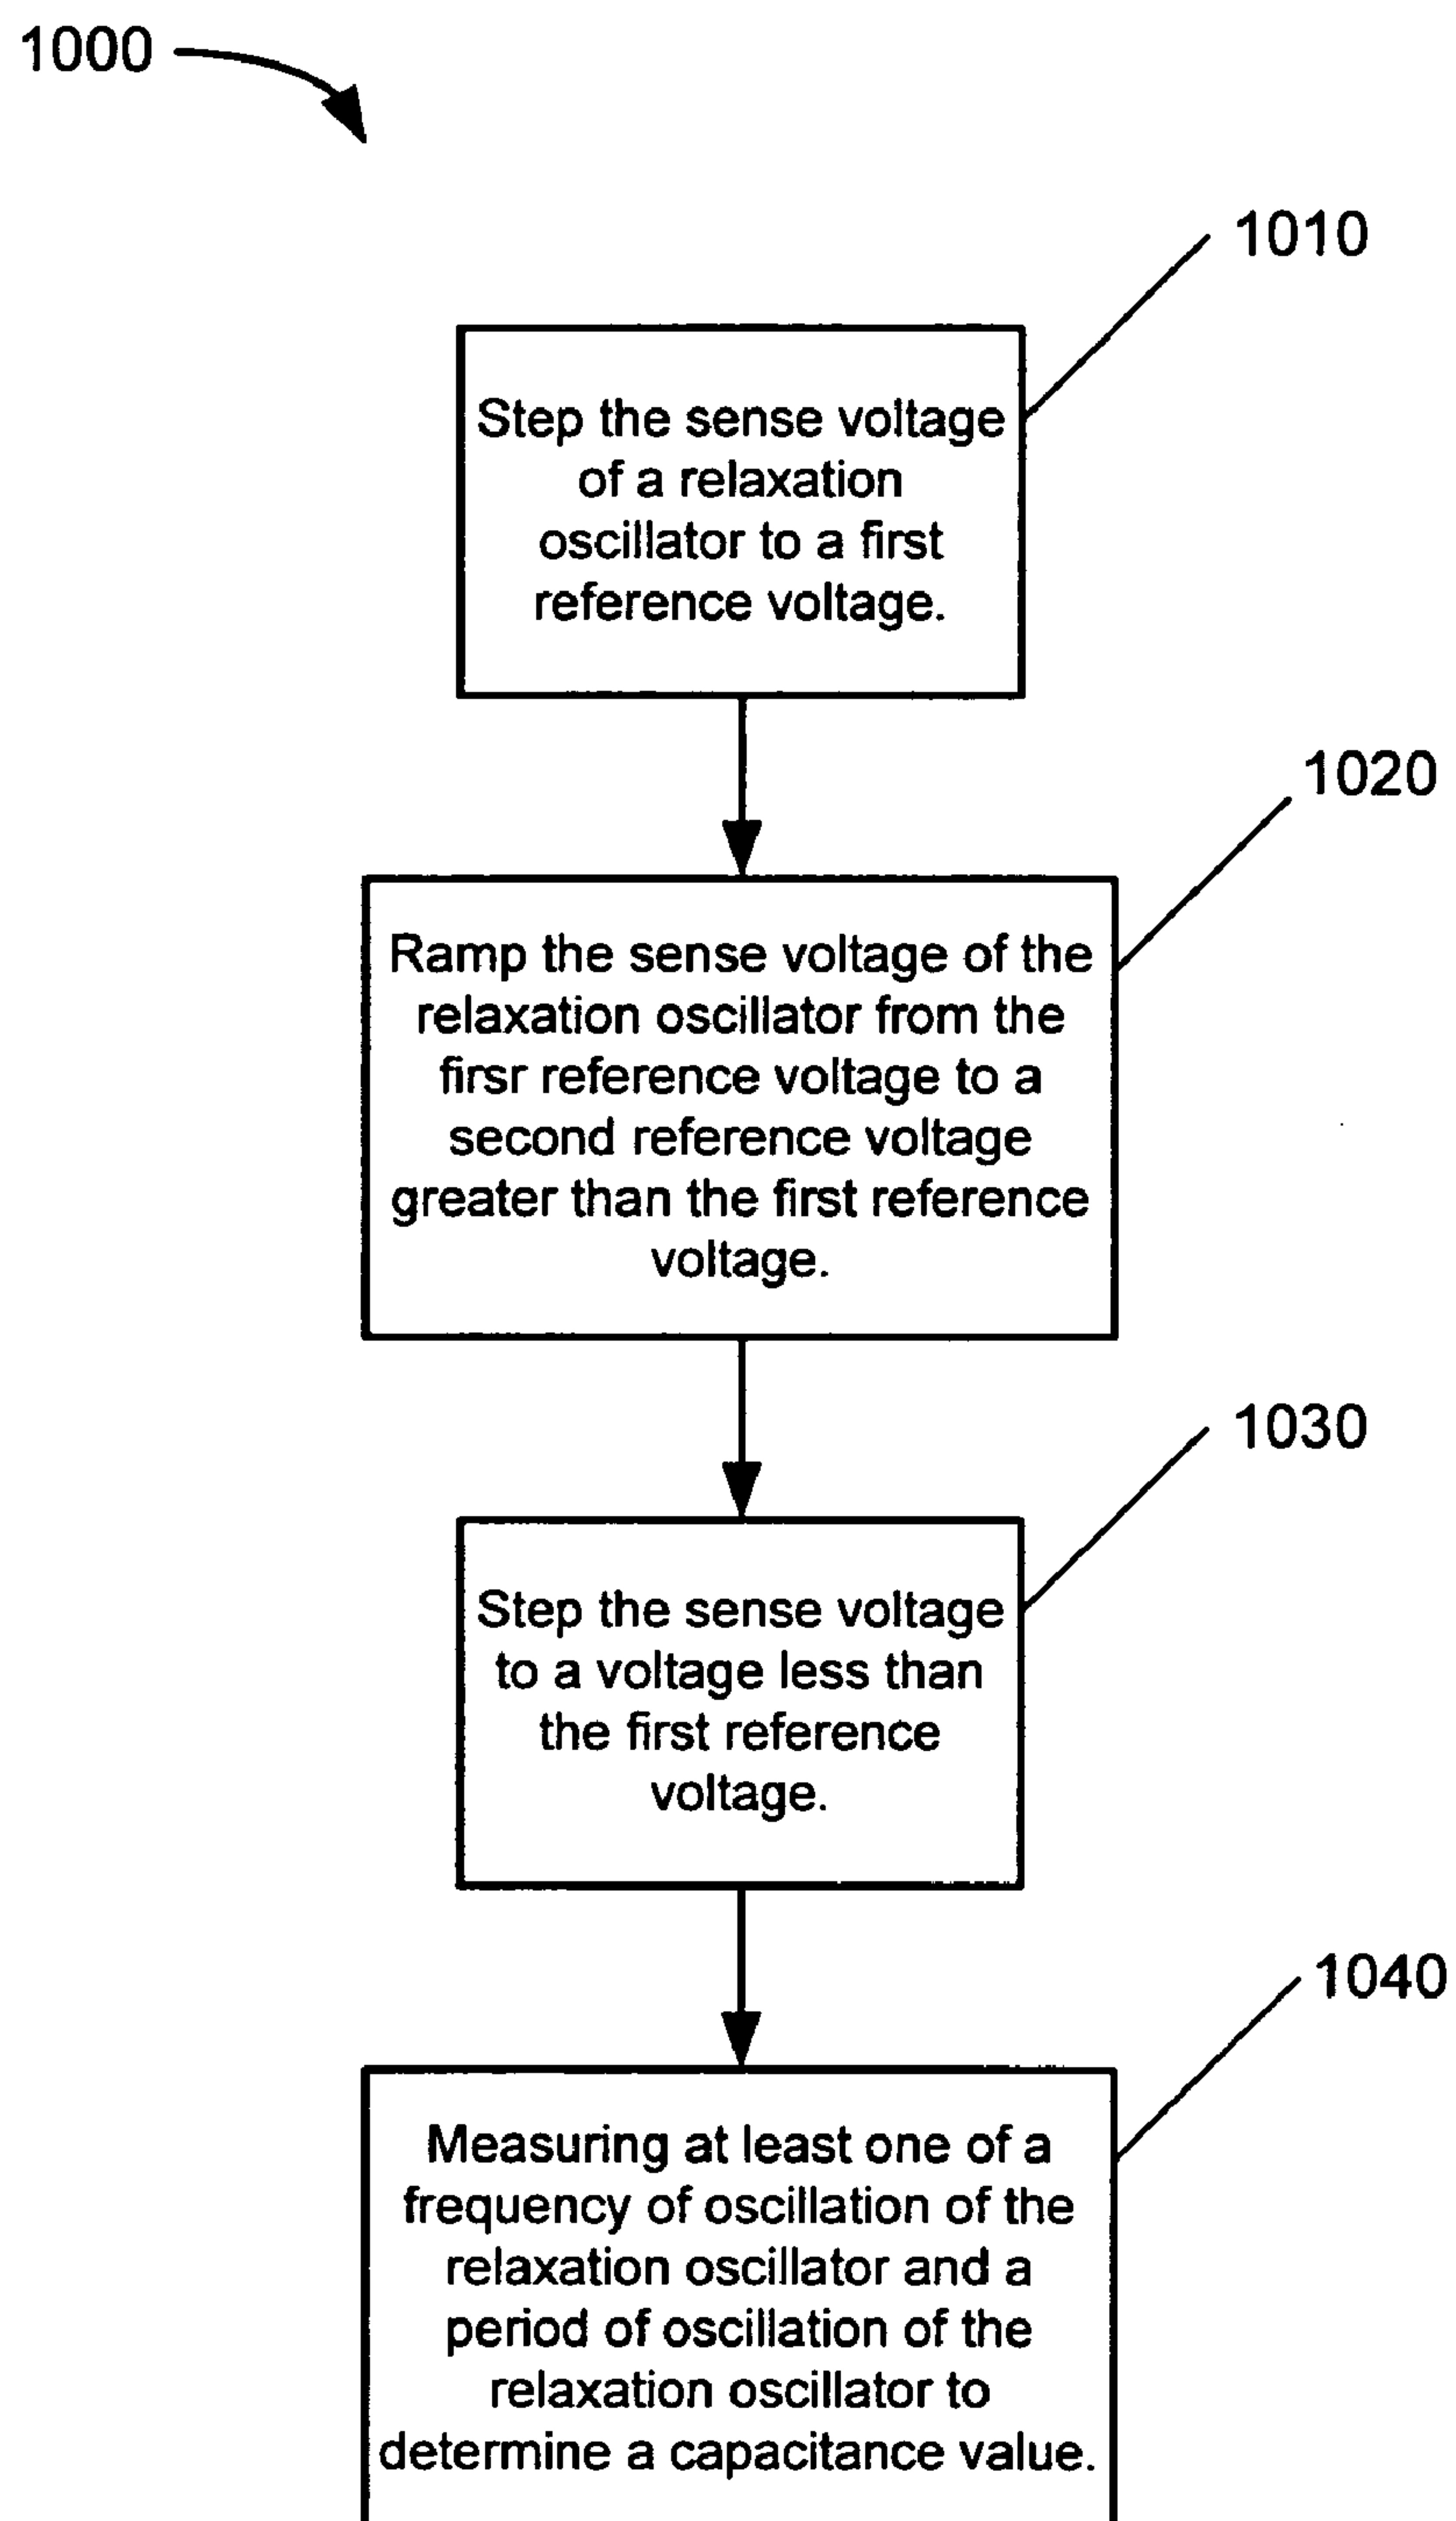 1000
1010
Step the sense voltage
of a relaxation
oscillator to a first
reference voltage.
1020
Ramp the sense voltage of the
relaxation oscillator from the
firsr reference voltage to a
second reference voltage
greater than the first reference
voltage.
1030
Step the sense voltage
to a voltage less than
the first reference
voltage.
1040
Measuring at least one of a
frequency of oscillation of the
relaxation oscillator and a
period of oscillation of the
relaxation oscillator to
determine a capacitance value.